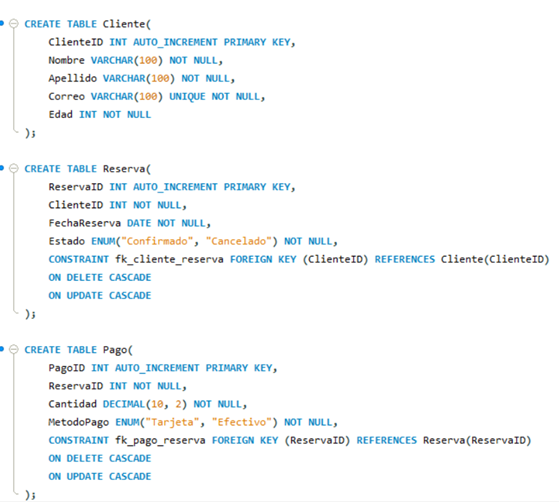 CREATE TABLE Cliente(
ClienteID INT AUTO_INCREMENT PRIMARY KEY,
Nombre VARCHAR(100) NOT NULL,
Apellido VARCHAR(100) NOT NULL,
Correo VARCHAR(100) UNIQUE NOT NULL,
Edad INT NOT NULL
);
CREATE TABLE Reserva(
ReservaID INT AUTO_INCREMENT PRIMARY KEY,
ClienteID INT NOT NULL,
FechaReserva DATE NOT NULL,
Estado ENUM("Confirmado", "Cancelado") NOT NULL,
CONSTRAINT fk_cliente_reserva FOREIGN KEY (ClienteID) REFERENCES Cliente(ClienteID)
ON DELETE CASCADE
ON UPDATE CASCADE
);
CREATE TABLE Pago(
PagoID INT AUTO_INCREMENT PRIMARY KEY,
ReservaID INT NOT NULL,
Cantidad DECIMAL(10, 2) NOT NULL,
MetodoPago ENUM("Tarjeta", "Efectivo") NOT NULL,
CONSTRAINT fk_pago_reserva FOREIGN KEY (ReservaID) REFERENCES Reserva(ReservaID)
ON DELETE CASCADE
ON UPDATE CASCADE
);